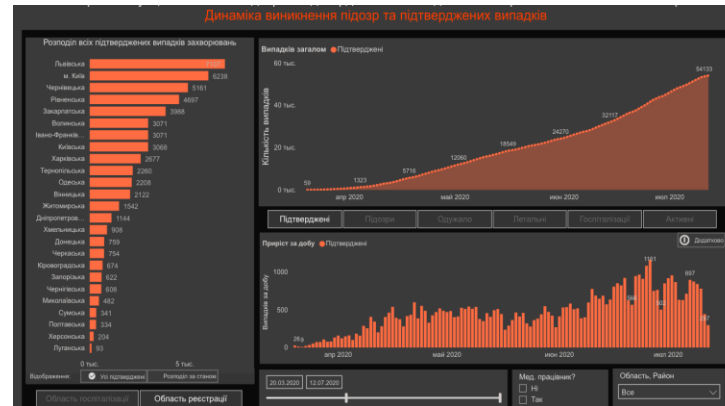 Динаміка виникнення підозр та підтверджених випадків
Розподіл всіх підтверджених випадків захворювань
Львівська
м. Київ 6238
Чернівецька 5161
Рівненська 4697
Закарпатська 3988
Волинська 3071
Івано-Франків... 3071
Київська 3068
Харківська 2677
Тернопільська 2260
Одеська 2208
Вінницька 2122
Житомирська 1542
Дніпропетров... 1144
Хмельницька 908
Донецька 759
Черкаська 754
Кіровоградська 674
Запорізька 622
Чернігівська 608
Миколаївська 482
Сумська 341
Полтавська 334
Херсонська 204
Луганська 93
0 тис. 5 тис.
Відображення: Усі підтверджені Розподіл за станом
Область госпіталізації Область реєстрації
Випадків загалом Підтверджені
Кількість випадків
60 тис.
40 тис.
20 тис.
0 тис.
59 1323 5716 12060 18549 24270 32117 54133
апр 2020 май 2020 июн 2020 июл 2020
Підтверджені Підозри Одужало Летальні Госпіталізації Активні
Приріст за добу Підтверджені
Додатково
Випадків за добу
1000
500
0
1101 697
апр 2020 май 2020 июн 2020 июл 2020
20.03.2020 12.07.2020
Мед. працівник?
Ні
Так
Область, Район
Все